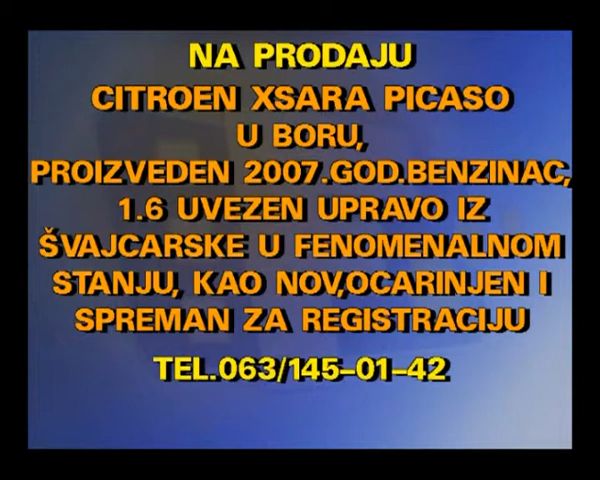 NA PRODAJU
CITROEN XSARA PICASO
U BORU,
PROIZVEDEN 2007.GOD.BENZINAC,
1.6 UVEZEN UPRAVO IZ
ŠVAJCARSKE U FENOMENALNOM
STANJU, KAO NOV,OCARINJEN I
SPREMAN ZA REGISTRACIJU
TEL.063/145-01-42